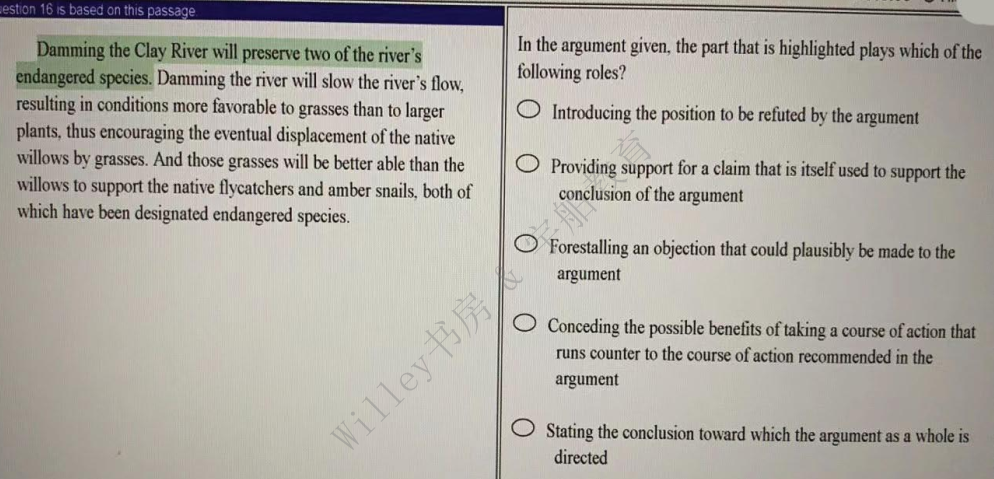 estion 16 is based on this passage
Damming the Clay River will preserve two of the river's
endangered species. Damming the river will slow the river's flow,
resulting in conditions more favorable to grasses than to larger
plants, thus encouraging the eventual displacement of the native
willows by grasses. And those grasses will be better able than the
willows to support the native flycatchers and amber snails, both of
which have been designated endangered species.
In the argument given, the part that is highlighted plays which of the
following roles?
Introducing the position to be refuted by the argument
Providing support for a claim that is itself used to support the
conclusion of the argument
Forestalling an objection that could plausibly be made to the
argument
Conceding the possible benefits of taking a course of action that
runs counter to the course of action recommended in the
argument
Stating the conclusion toward which the argument as a whole is
directed
Willey书房 &